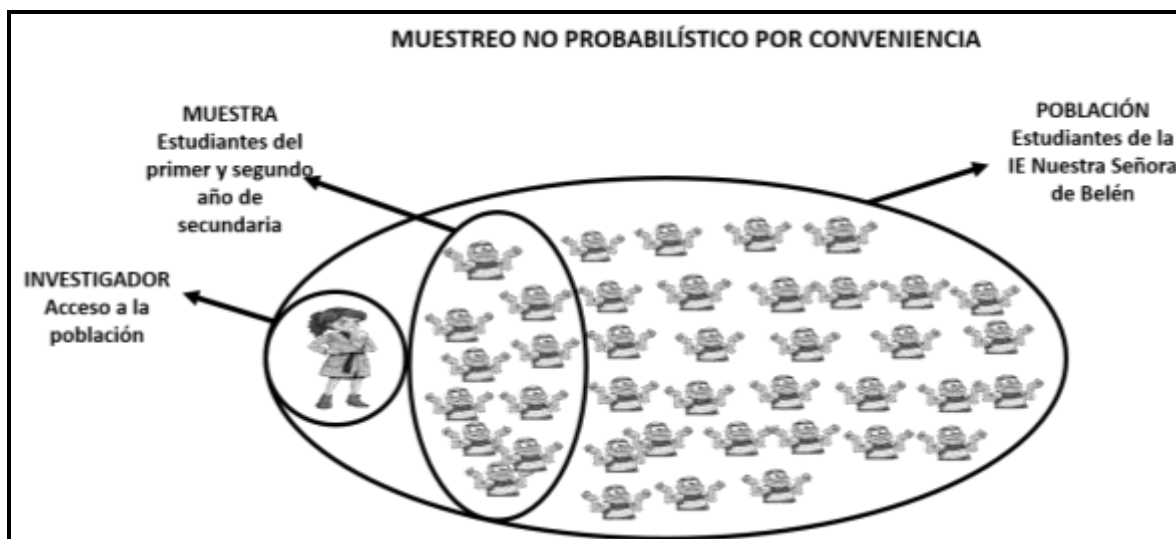 MUESTREO NO PROBABILÍSTICO POR CONVENIENCIA
MUESTRA
Estudiantes del
primer y segundo
año de
secundaria
POBLACIÓN
Estudiantes de la
IE Nuestra Señora
de Belén
INVESTIGADOR
Acceso a la
población